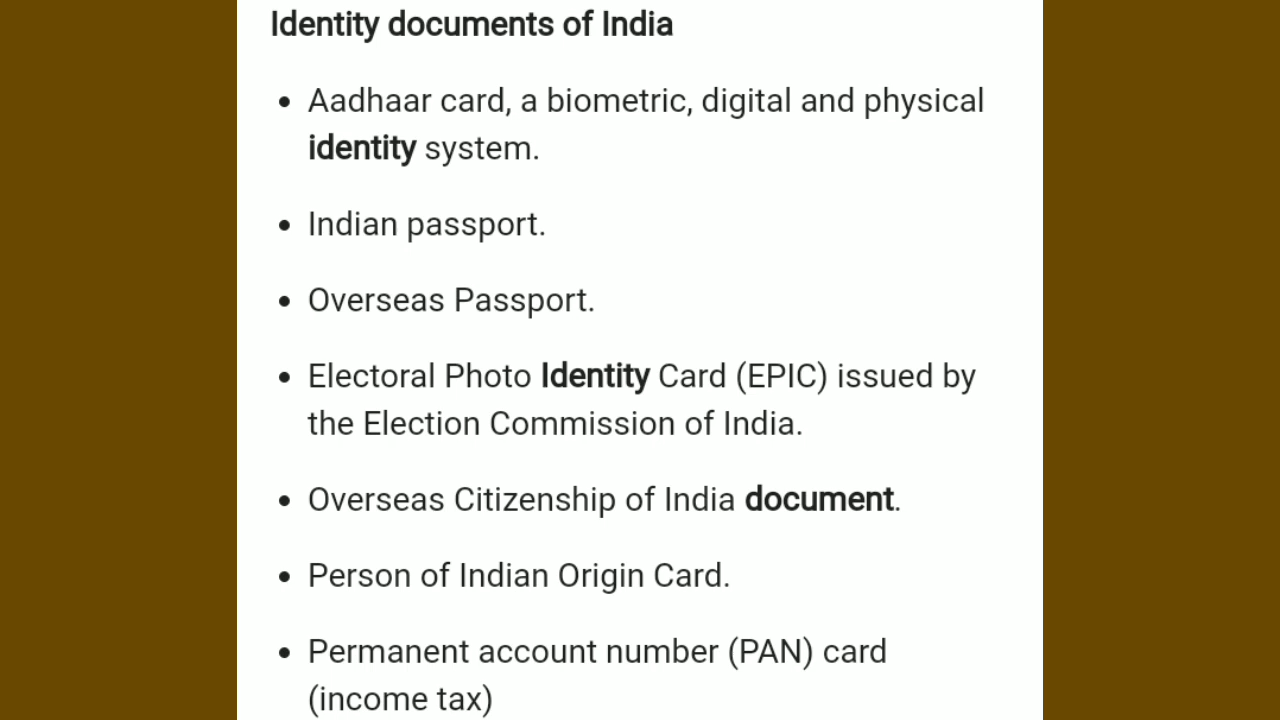 Identity documents of India
• Aadhaar card, a biometric, digital and physical
identity system.
• Indian passport.
• Overseas Passport.
• Electoral Photo Identity Card (EPIC) issued by
the Election Commission of India.
• Overseas Citizenship of India document.
• Person of Indian Origin Card.
• Permanent account number (PAN) card
(income tax)